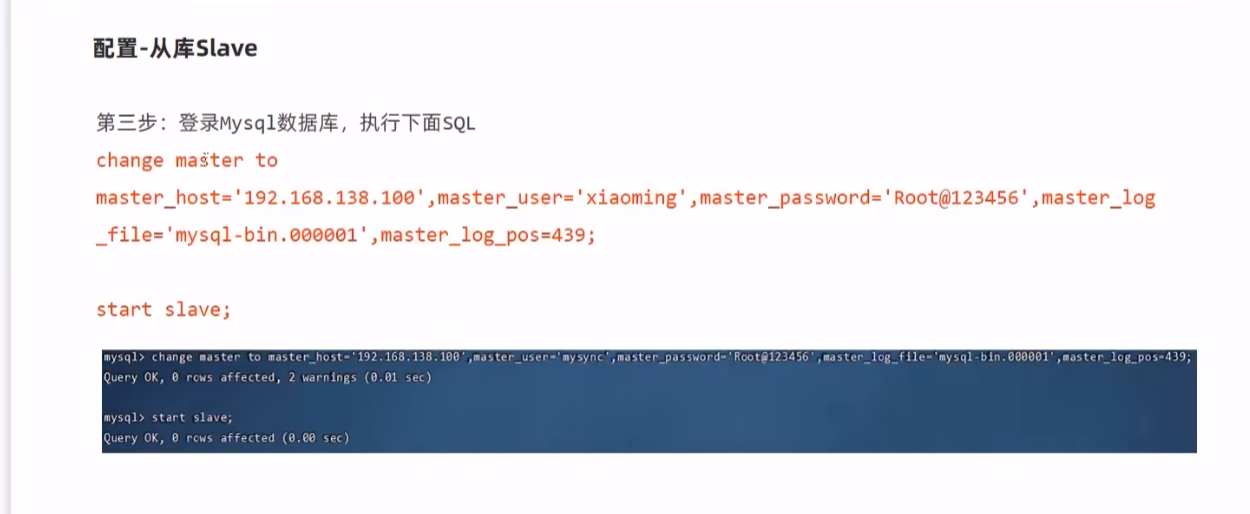 配置-从库Slave
第三步：登录Mysql数据库，执行下面SQL
change master to
master_host='192.168.138.100',master_user='xiaoming',master_password='Root@123456',master_log
_file='mysql-bin.000001',master_log_pos=439;
start slave;
mysql> change master to master_host='192.168.138.100',master_user='mysync',master_password='Root@123456',master_log_file='mysql-bin.000001',master_log_pos=439;
Query OK, 0 rows affected, 2 warnings (0.01 sec)
mysql> start slave;
Query OK, 0 rows affected (0.00 sec)